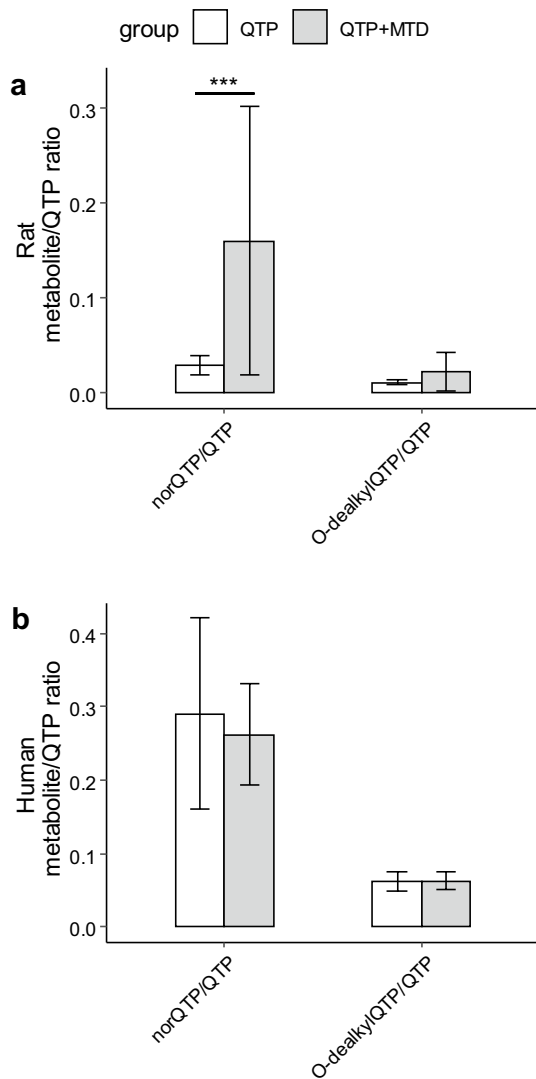 group QTP QTP+MTD
a
***
Rat
metabolite/QTP ratio
0.3
0.2
0.1
0.0
norQTP/QTP
O-dealkylQTP/QTP
b
Human
metabolite/QTP ratio
0.4
0.3
0.2
0.1
0.0
norQTP/QTP
O-dealkylQTP/QTP